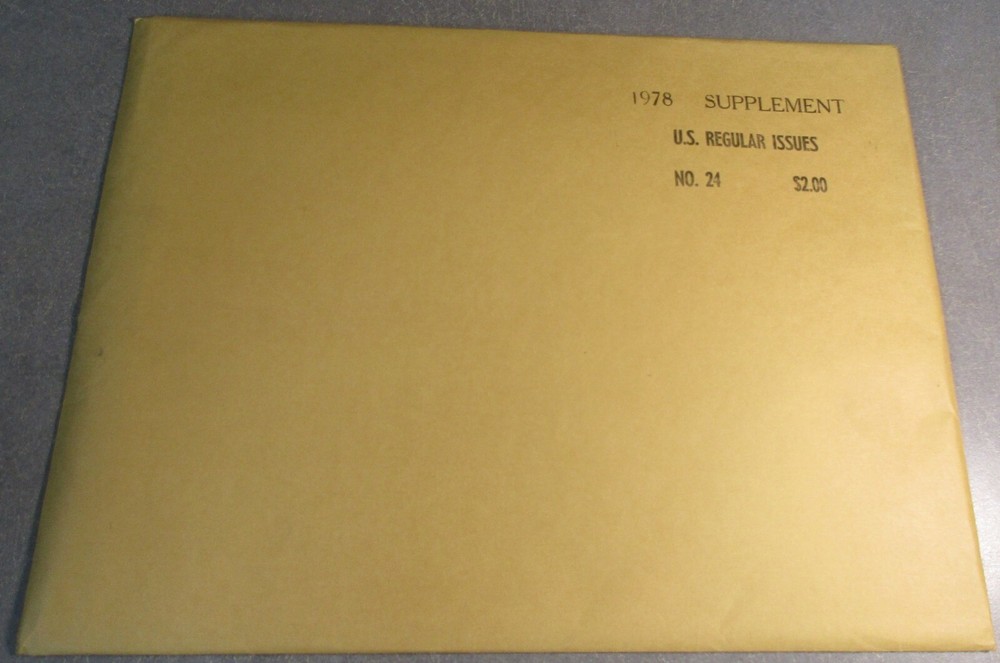 1978 SUPPLEMENT
U.S. REGULAR ISSUES
NO. 24 $2.00